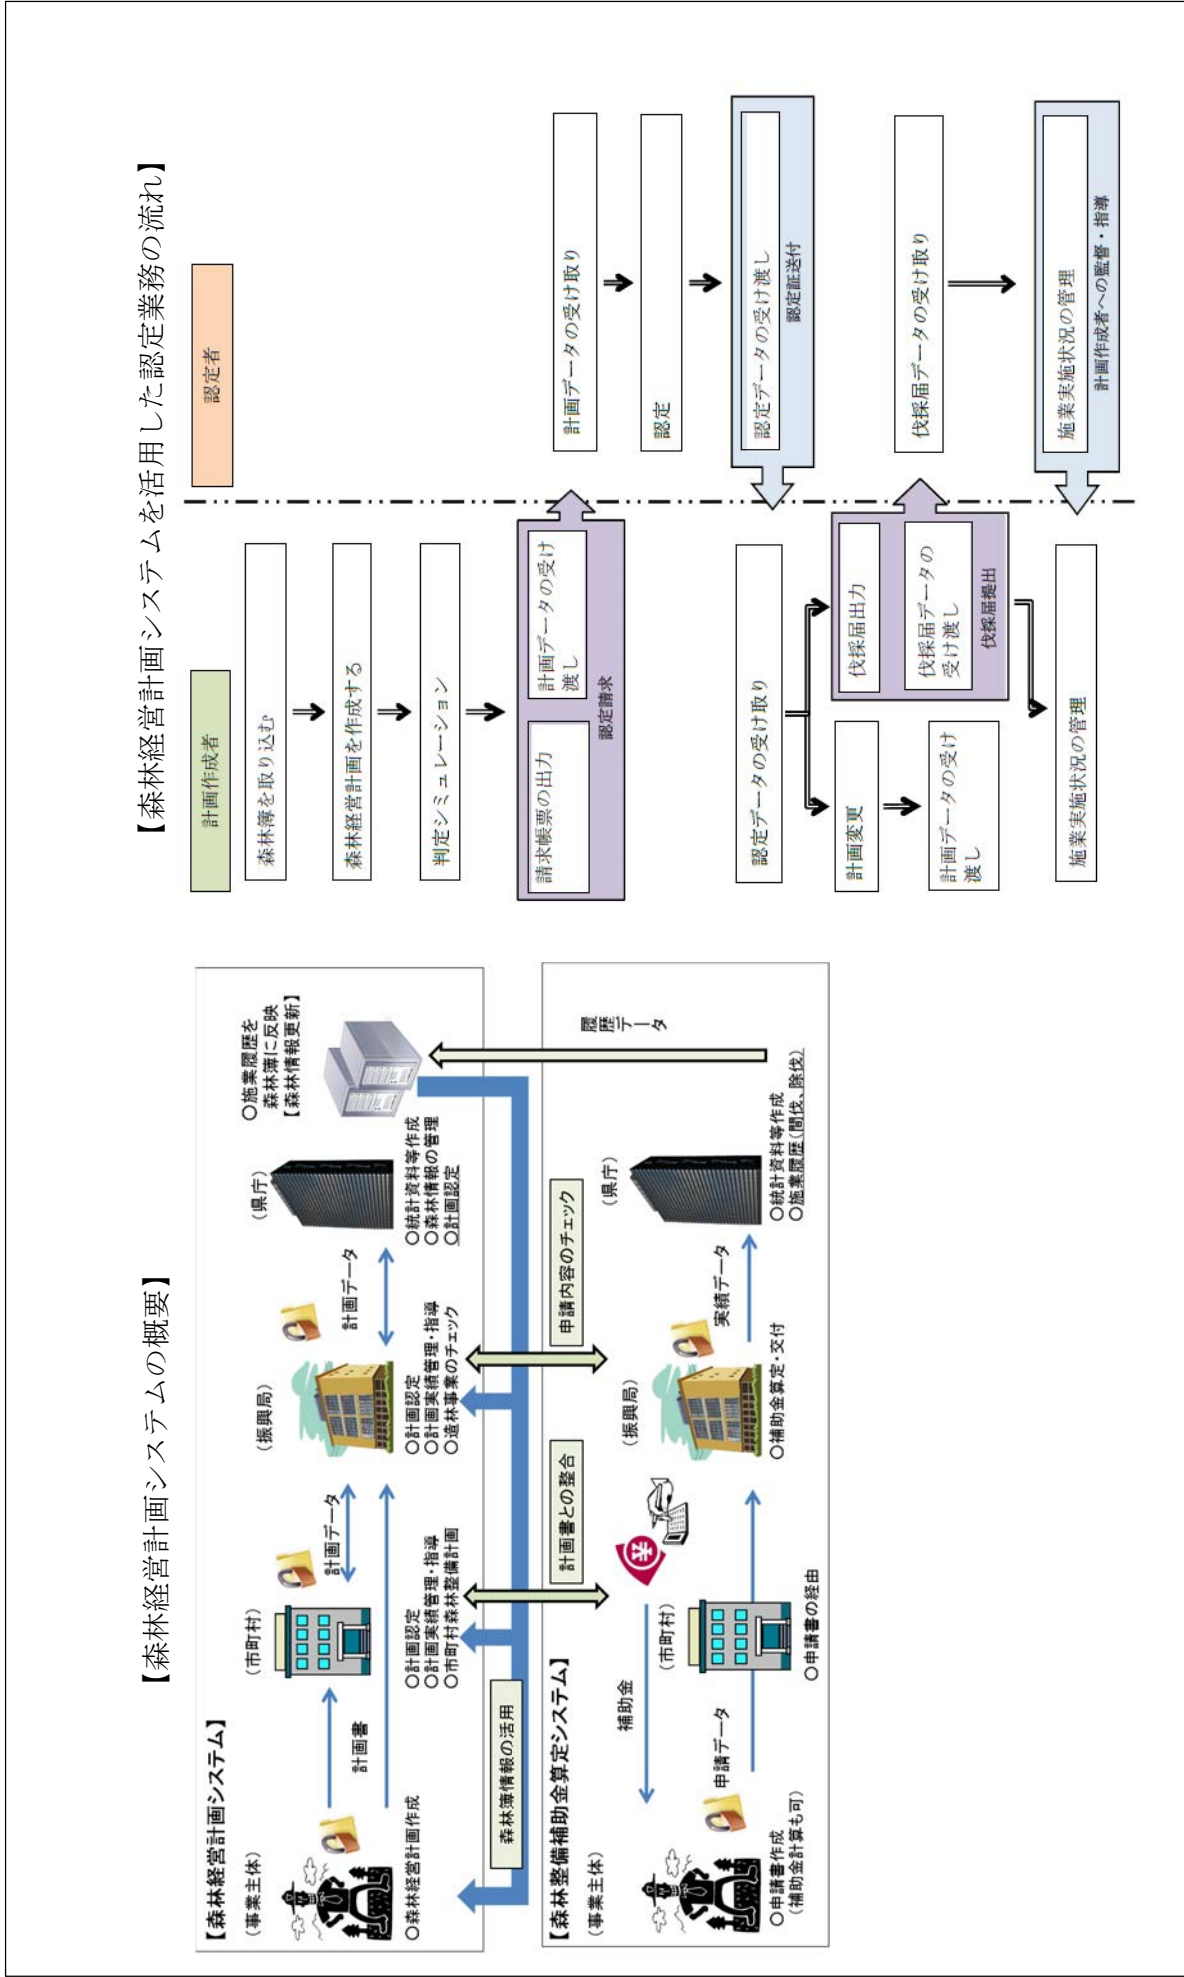 【森林経営計画システムの概要】
【森林経営計画システム】
（事業主体）
○森林経営計画作成
計画書
（市町村）
○計画認定
○計画実績管理・指導
○市町村森林整備計画
計画データ
（振興局）
○計画認定
○計画実績管理・指導
○造林事業のチェック
計画データ
（県庁）
○統計資料等作成
○森林情報の管理
○計画認定
○施業履歴を
森林簿に反映
【森林情報更新】
森林簿情報の活用
計画書との整合
申請内容のチェック
履歴データ
【森林整備補助金算定システム】
（事業主体）
○申請書作成
（補助金計算も可）
申請データ
補助金
（市町村）
○申請書の経由
（振興局）
○補助金算定・交付
実績データ
（県庁）
○統計資料等作成
○施業履歴（間伐、除伐）
【森林経営計画システムを活用した認定業務の流れ】
計画作成者
認定者
森林簿を取り込む
森林経営計画を作成する
判定シミュレーション
請求帳票の出力
計画データの受け
渡し
認定請求
計画データの受け取り
認定
認定データの受け渡し
認定証送付
認定データの受け取り
計画変更
計画データの受け
渡し
伐採届出力
伐採届データの
受け渡し
伐採届提出
伐採届データの受け取り
施業実施状況の管理
計画作成者への監督・指導
施業実施状況の管理